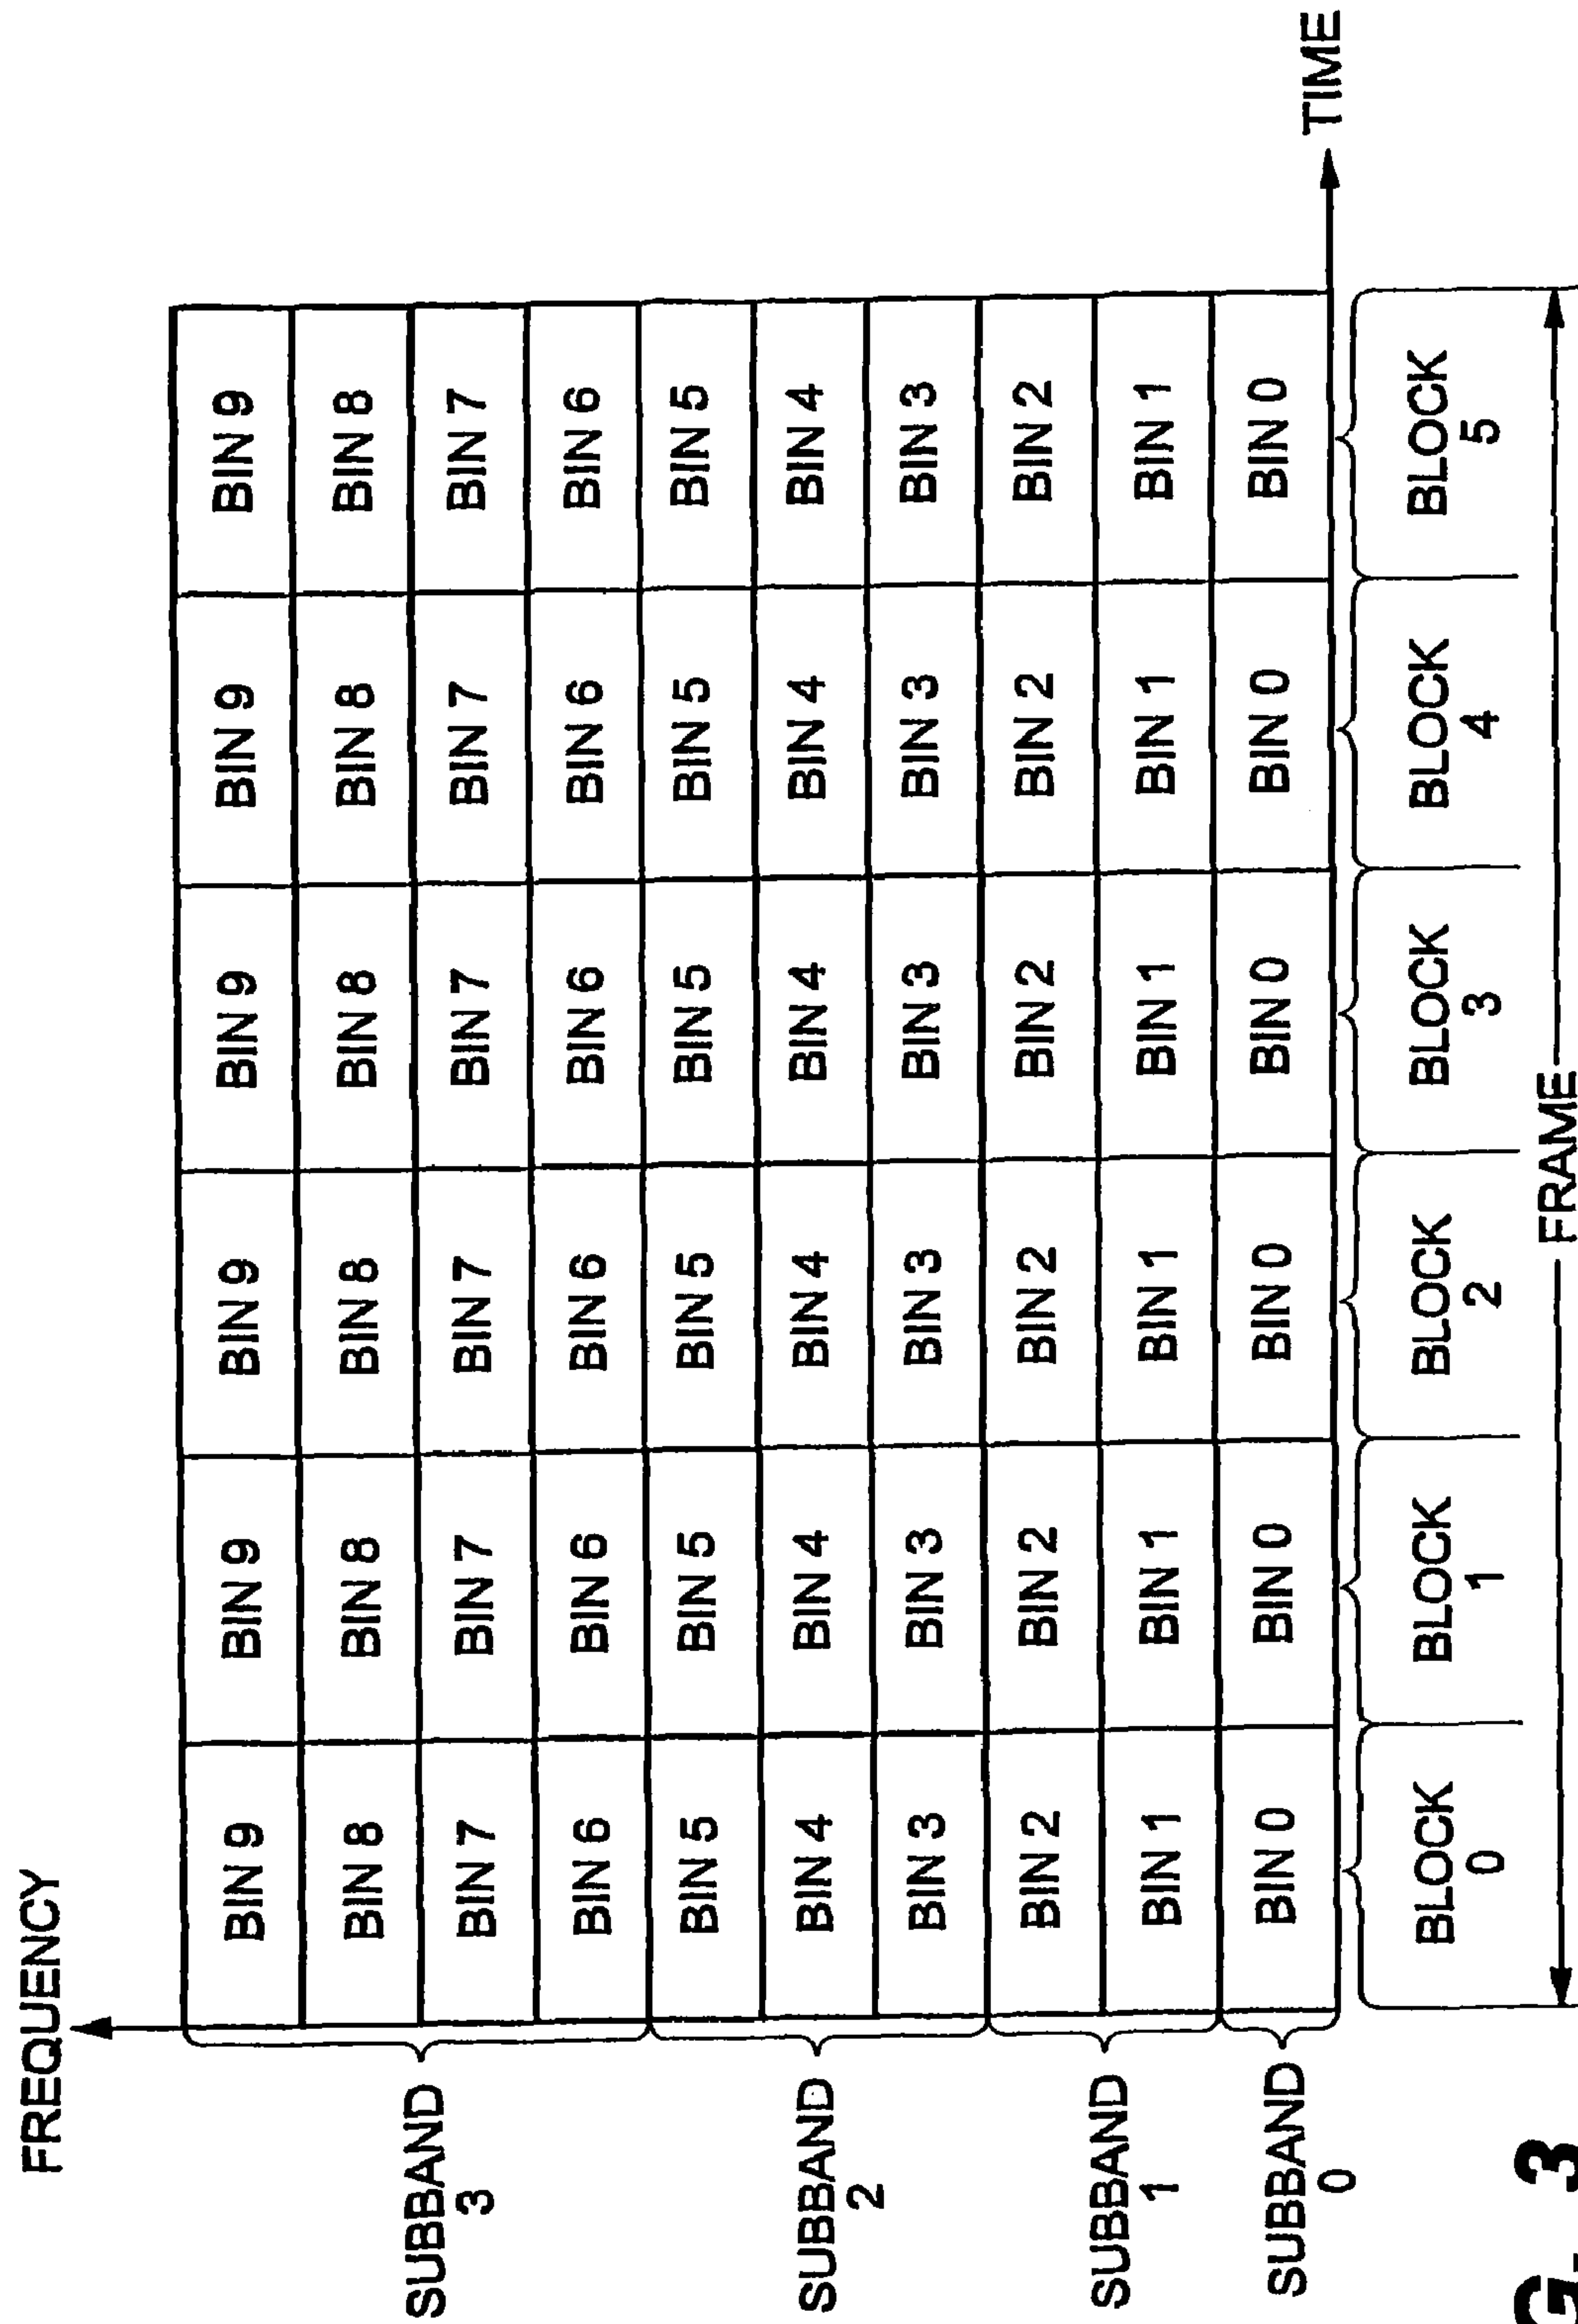 FREQUENCY
SUBBAND
3
SUBBAND
2
SUBBAND
1
SUBBAND
0
BIN 9 BIN 9 BIN 9 BIN 9 BIN 9 BIN 9
BIN 8 BIN 8 BIN 8 BIN 8 BIN 8 BIN 8
BIN 7 BIN 7 BIN 7 BIN 7 BIN 7 BIN 7
BIN 6 BIN 6 BIN 6 BIN 6 BIN 6 BIN 6
BIN 5 BIN 5 BIN 5 BIN 5 BIN 5 BIN 5
BIN 4 BIN 4 BIN 4 BIN 4 BIN 4 BIN 4
BIN 3 BIN 3 BIN 3 BIN 3 BIN 3 BIN 3
BIN 2 BIN 2 BIN 2 BIN 2 BIN 2 BIN 2
BIN 1 BIN 1 BIN 1 BIN 1 BIN 1 BIN 1
BIN 0 BIN 0 BIN 0 BIN 0 BIN 0 BIN 0
TIME
BLOCK BLOCK BLOCK BLOCK BLOCK BLOCK
0 1 2 3 4 5
FRAME
G. 3